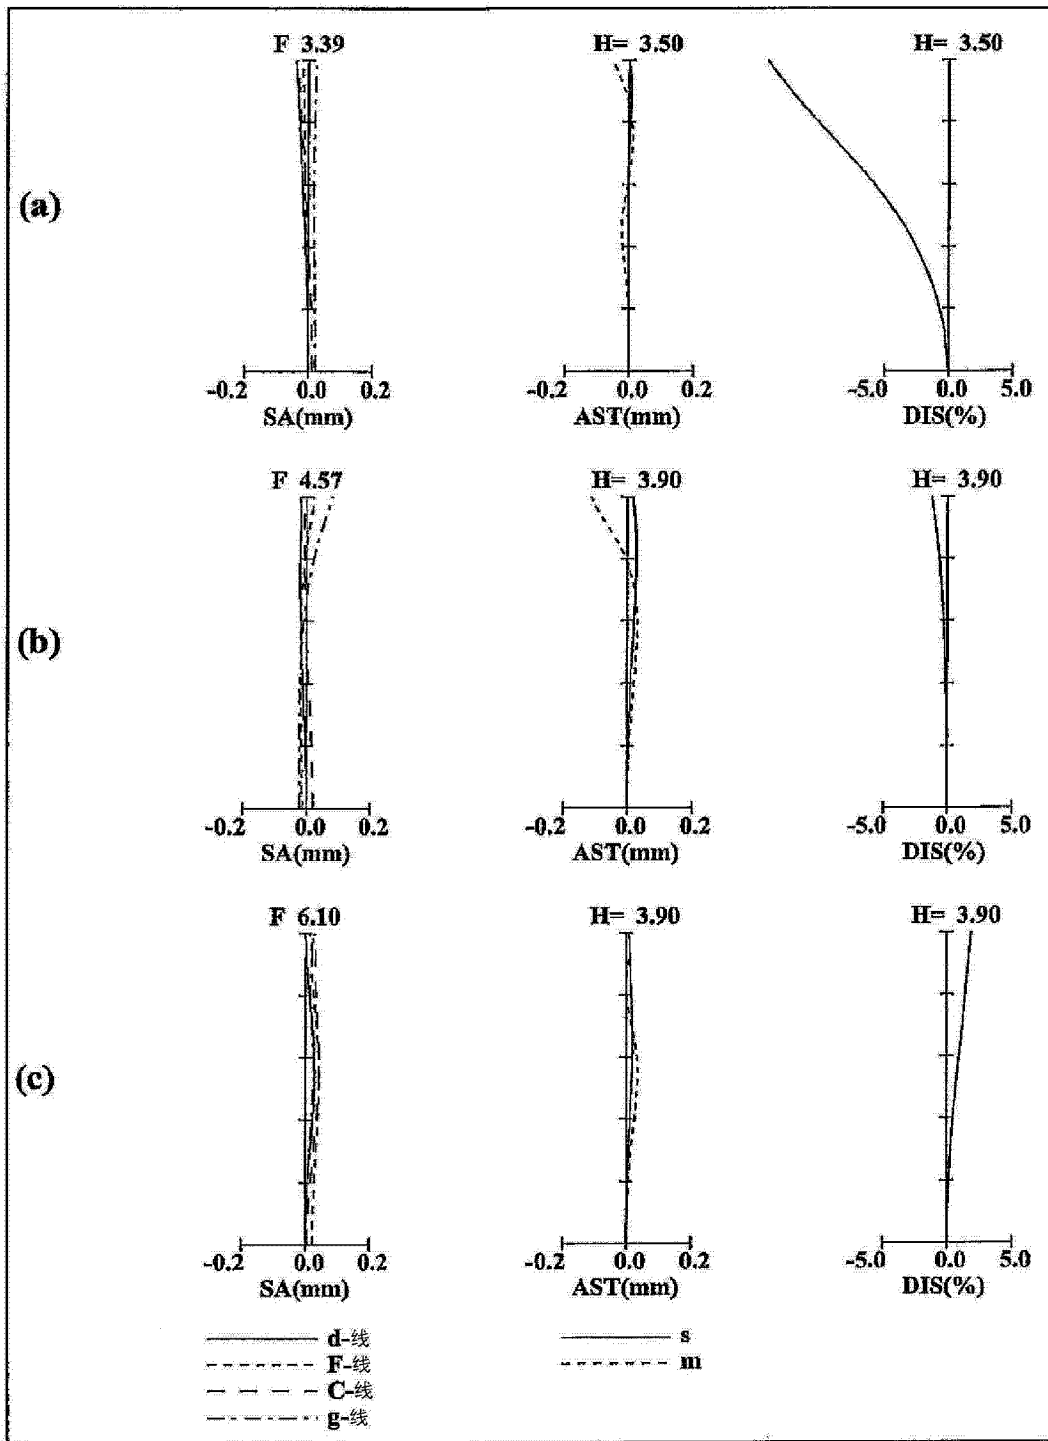 F 3.39 H= 3.50 H= 3.50
(a)
-0.2 0.0 0.2 -0.2 0.0 0.2 -5.0 0.0 5.0
SA(mm) AST(mm) DIS(%)
F 4.57 H= 3.90 H= 3.90
(b)
-0.2 0.0 0.2 -0.2 0.0 0.2 -5.0 0.0 5.0
SA(mm) AST(mm) DIS(%)
F 6.10 H= 3.90 H= 3.90
(c)
-0.2 0.0 0.2 -0.2 0.0 0.2 -5.0 0.0 5.0
SA(mm) AST(mm) DIS(%)
d-线 s
F-线 m
C-线
g-线